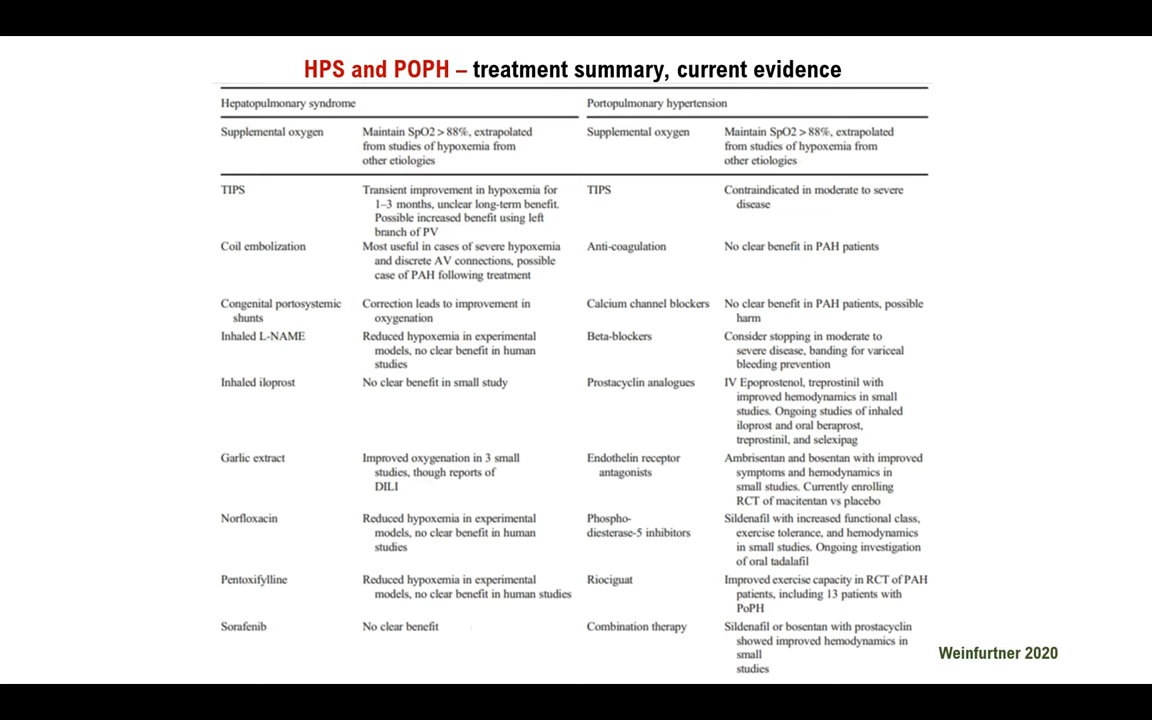 HPS and POPH – treatment summary, current evidence
Hepatopulmonary syndrome
Portopulmonary hypertension
Supplemental oxygen
Maintain SpO2 > 88%, extrapolated
from studies of hypoxemia from
other etiologies
Supplemental oxygen
Maintain SpO2 > 88%, extrapolated
from studies of hypoxemia from
other etiologies
TIPS
Transient improvement in hypoxemia for
1–3 months, unclear long-term benefit.
Possible increased benefit using left
branch of PV
TIPS
Contraindicated in moderate to severe
disease
Coil embolization
Most useful in cases of severe hypoxemia
and discrete AV connections, possible
case of PAH following treatment
Anti-coagulation
No clear benefit in PAH patients
Congenital portosystemic
shunts
Correction leads to improvement in
oxygenation
Calcium channel blockers
No clear benefit in PAH patients, possible
harm
Inhaled L-NAME
Reduced hypoxemia in experimental
models, no clear benefit in human
studies
Beta-blockers
Consider stopping in moderate to
severe disease, banding for variceal
bleeding prevention
Inhaled iloprost
No clear benefit in small study
Prostacyclin analogues
IV Epoprostenol, treprostinil with
improved hemodynamics in small
studies. Ongoing studies of inhaled
iloprost and oral beraprost,
treprostinil, and selexipag
Garlic extract
Improved oxygenation in 3 small
studies, though reports of
DILI
Endothelin receptor
antagonists
Ambrisentan and bosentan with improved
symptoms and hemodynamics in
small studies. Currently enrolling
RCT of macitentan vs placebo
Norfloxacin
Reduced hypoxemia in experimental
models, no clear benefit in human
studies
Phospho-
diesterase-5 inhibitors
Sildenafil with increased functional class,
exercise tolerance, and hemodynamics
in small studies. Ongoing investigation
of oral tadalafil
Pentoxifylline
Reduced hypoxemia in experimental
models, no clear benefit in human studies
Riociguat
Improved exercise capacity in RCT of PAH
patients, including 13 patients with
PoPH
Sorafenib
No clear benefit
Combination therapy
Sildenafil or bosentan with prostacyclin
showed improved hemodynamics in
small
studies
Weinfurtner 2020